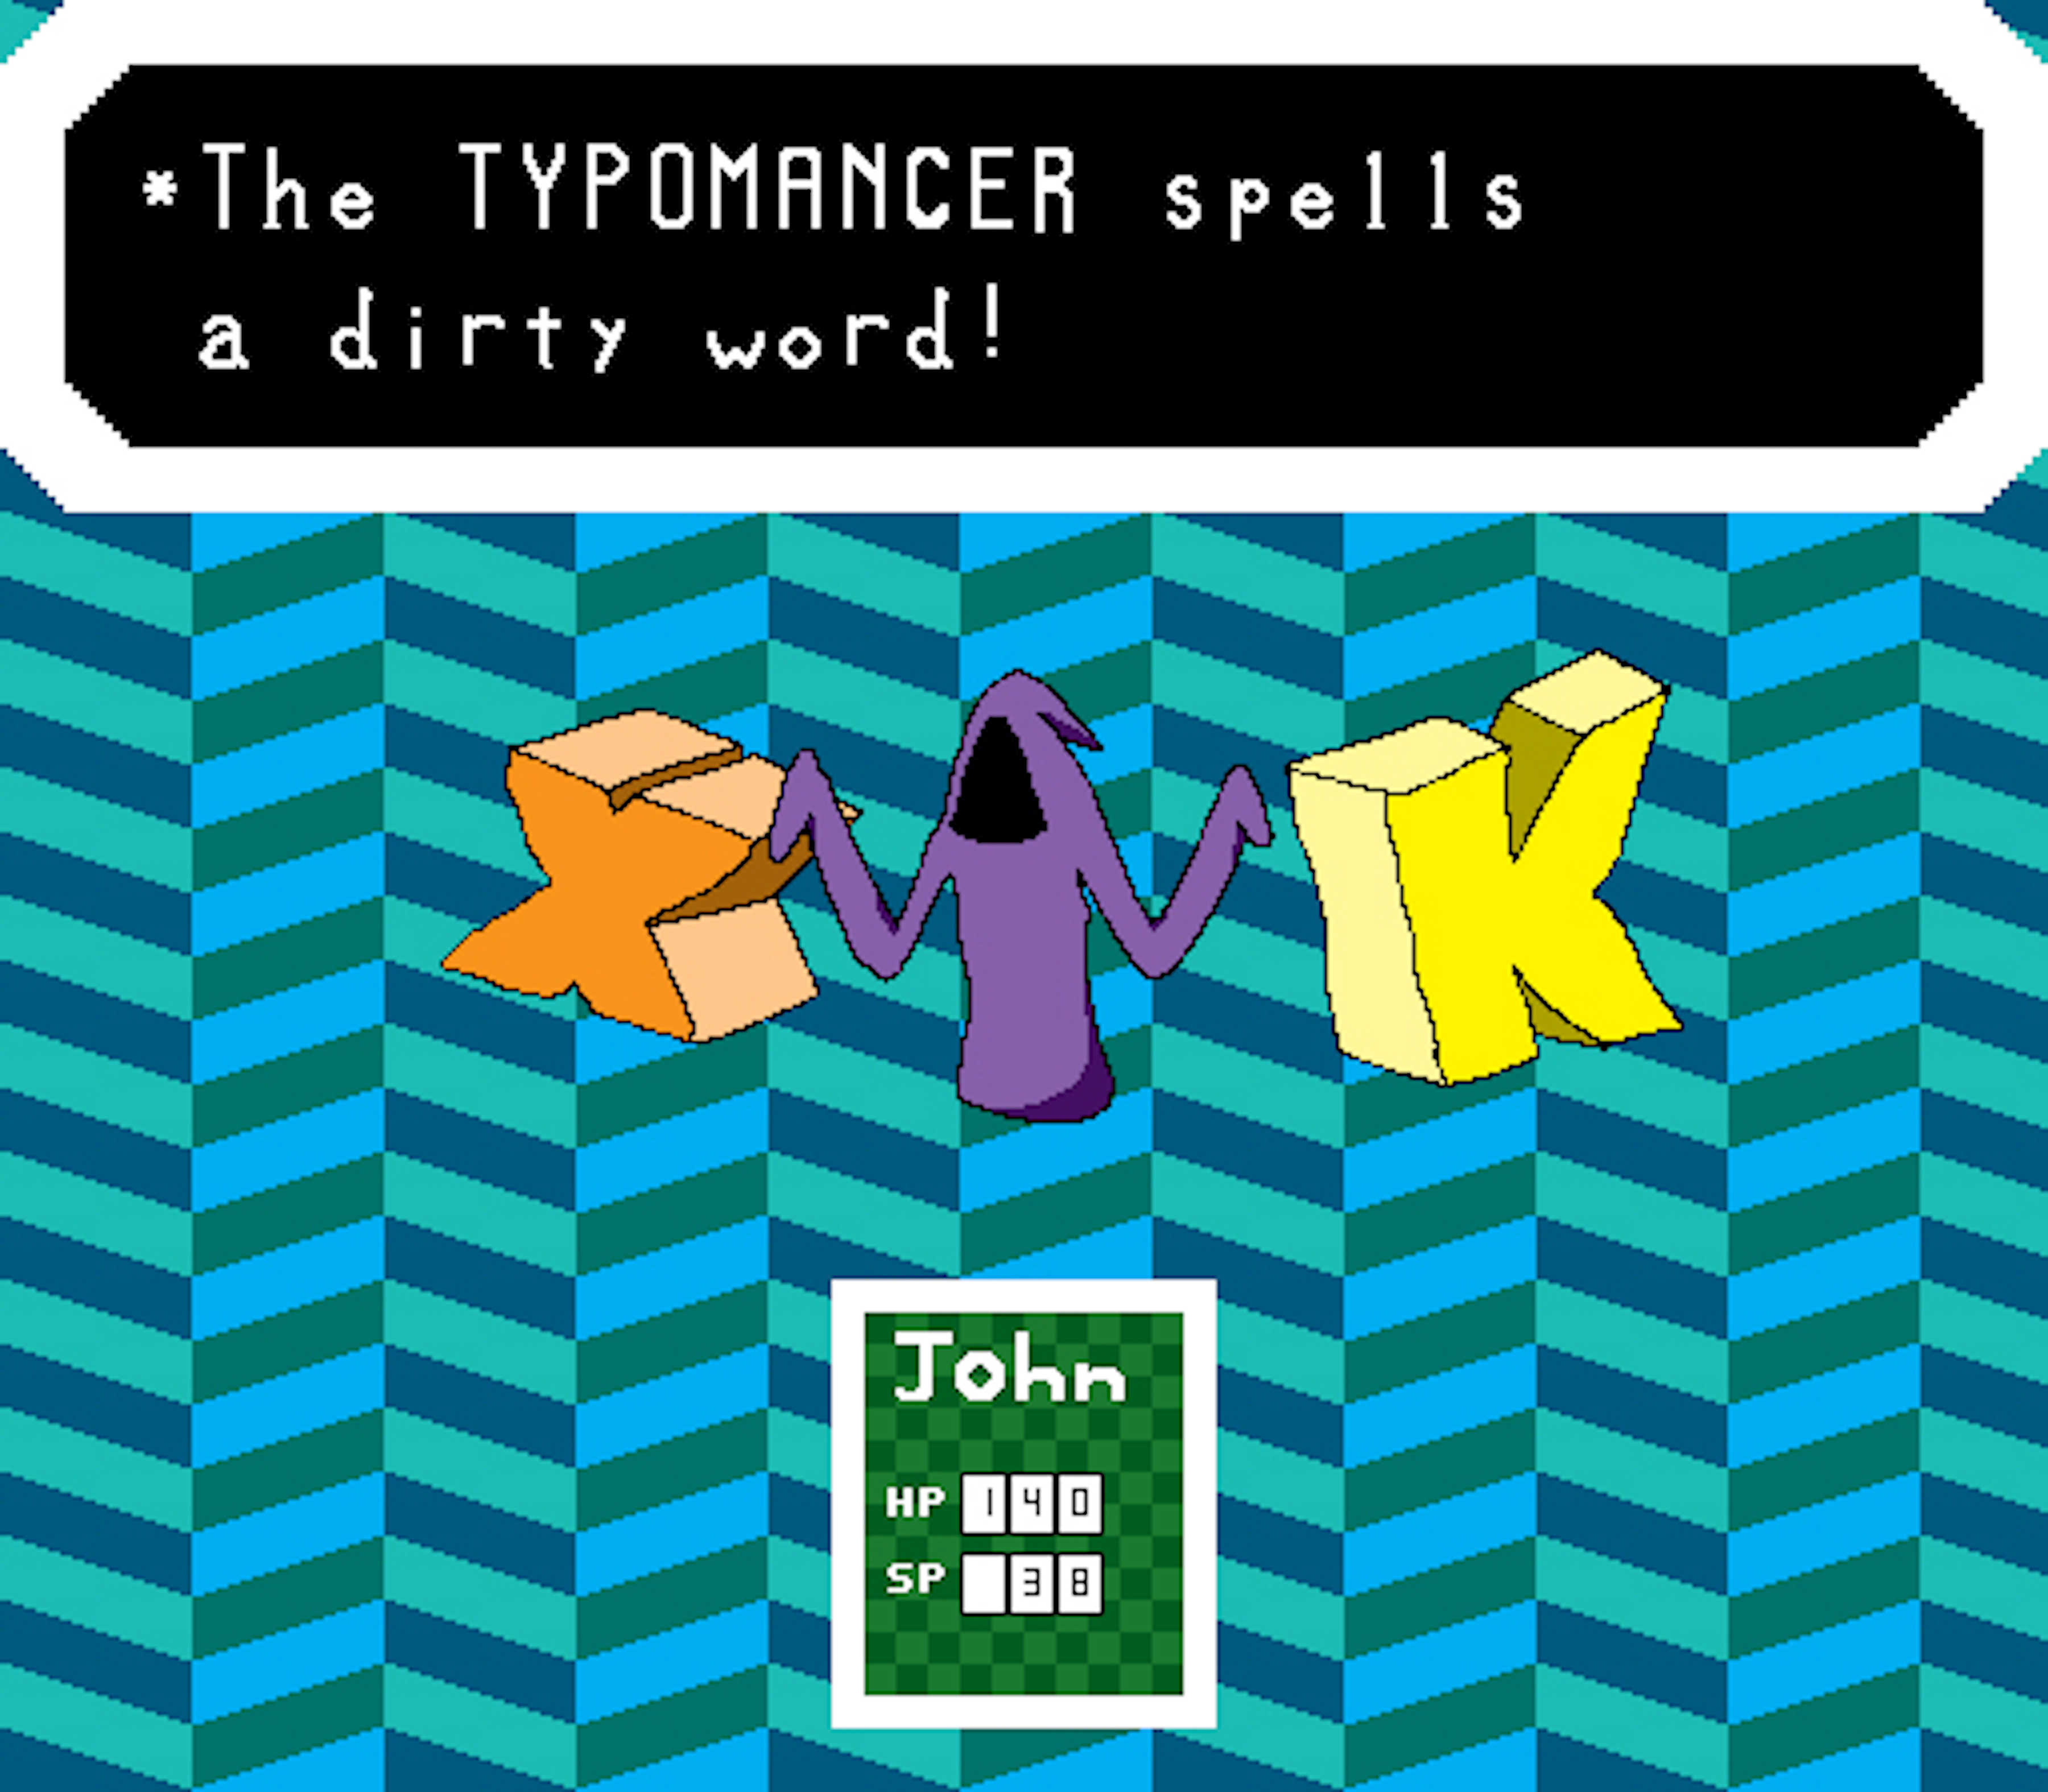 *The TYPOMANCER spells
a dirty word!
X K
John
HP 140
SP 38